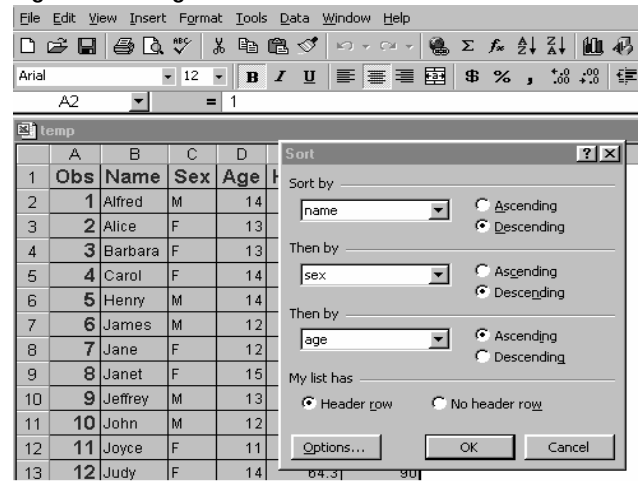 File Edit View Insert Format Tools Data Window Help
Arial 12 B I U $ % ,
A2 = 1
temp
A B C D
1 Obs Name Sex Age
2 1 Alfred M 14
3 2 Alice F 13
4 3 Barbara F 13
5 4 Carol F 14
6 5 Henry M 14
7 6 James M 12
8 7 Jane F 12
9 8 Janet F 15
10 9 Jeffrey M 13
11 10 John M 12
12 11 Joyce F 11
13 12 Judy F 14 64.3 90
Sort
Sort by
name Ascending
Descending
Then by
sex Ascending
Descending
Then by
age Ascending
Descending
My list has
Header row No header row
Options... OK Cancel